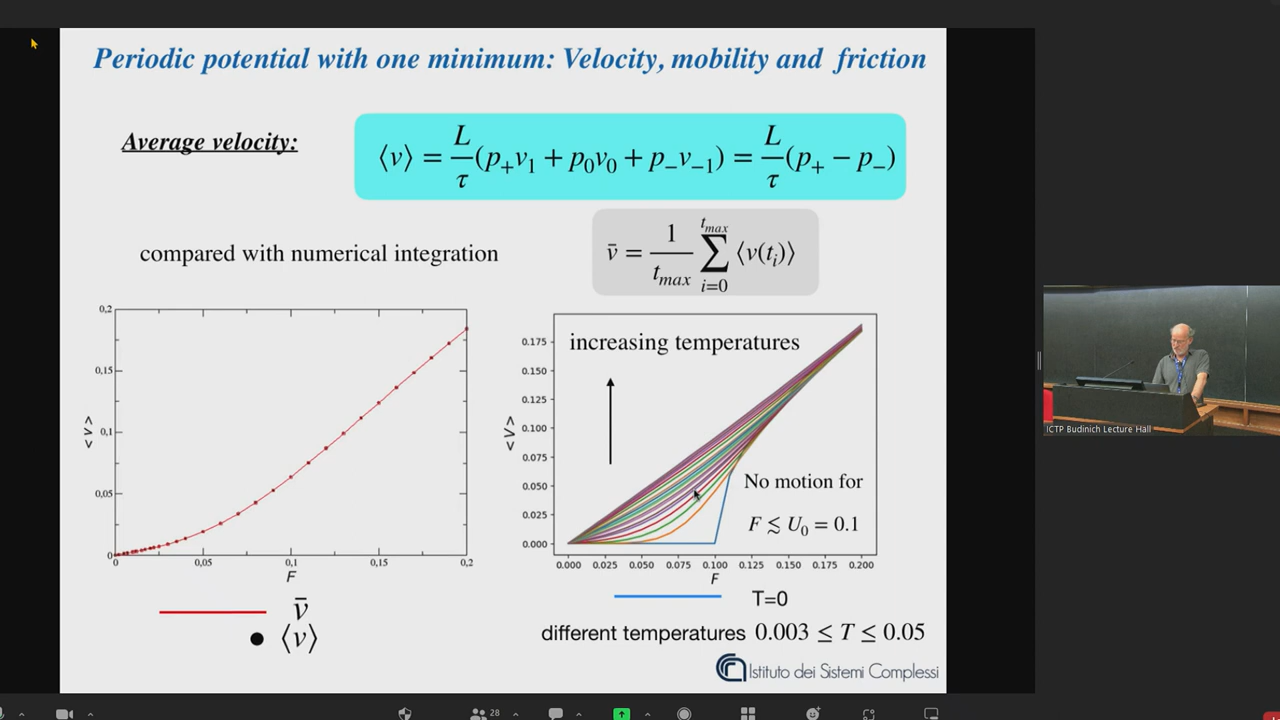 Periodic potential with one minimum: Velocity, mobility and friction
Average velocity:
⟨v⟩ = L/τ (p₊v₁ + p₀v₀ + p₋v₋₁) = L/τ (p₊ − p₋)
compared with numerical integration
v̄ = 1/t_max ∑_{i=0}^{t_max} ⟨v(t_i)⟩
0,2
0,15
0,1
0,05
0
< V >
0
0,05
0,1
0,15
0,2
F
v̄
⟨v⟩
increasing temperatures
0.175
0.150
0.125
0.100
0.075
0.050
0.025
0.000
< V >
No motion for
F ≲ U₀ = 0.1
0.000
0.025
0.050
0.075
0.100
0.125
0.150
0.175
0.200
F
T=0
different temperatures 0.003 ≤ T ≤ 0.05
Istituto dei Sistemi Complessi
ICTP Budinich Lecture Hall
28